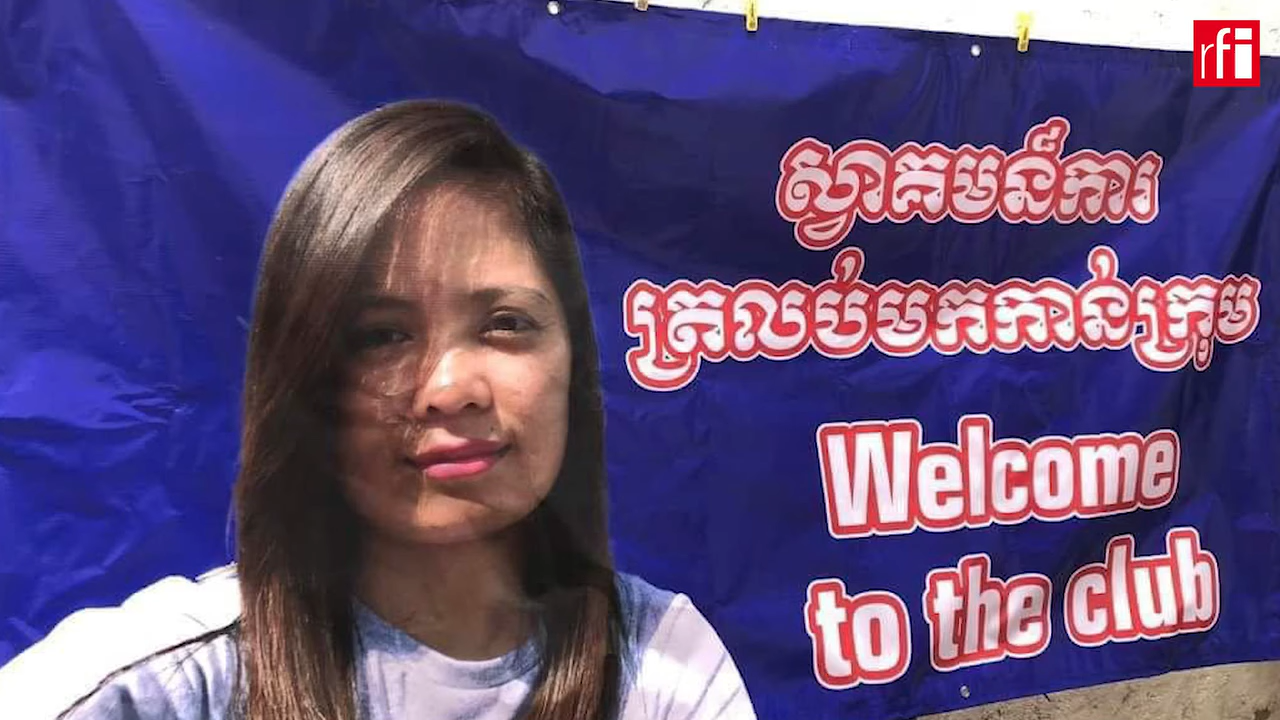 rfi
ស្វាគមន៍ការ
ត្រលប់មកកាន់ក្រុម
Welcome
to the club